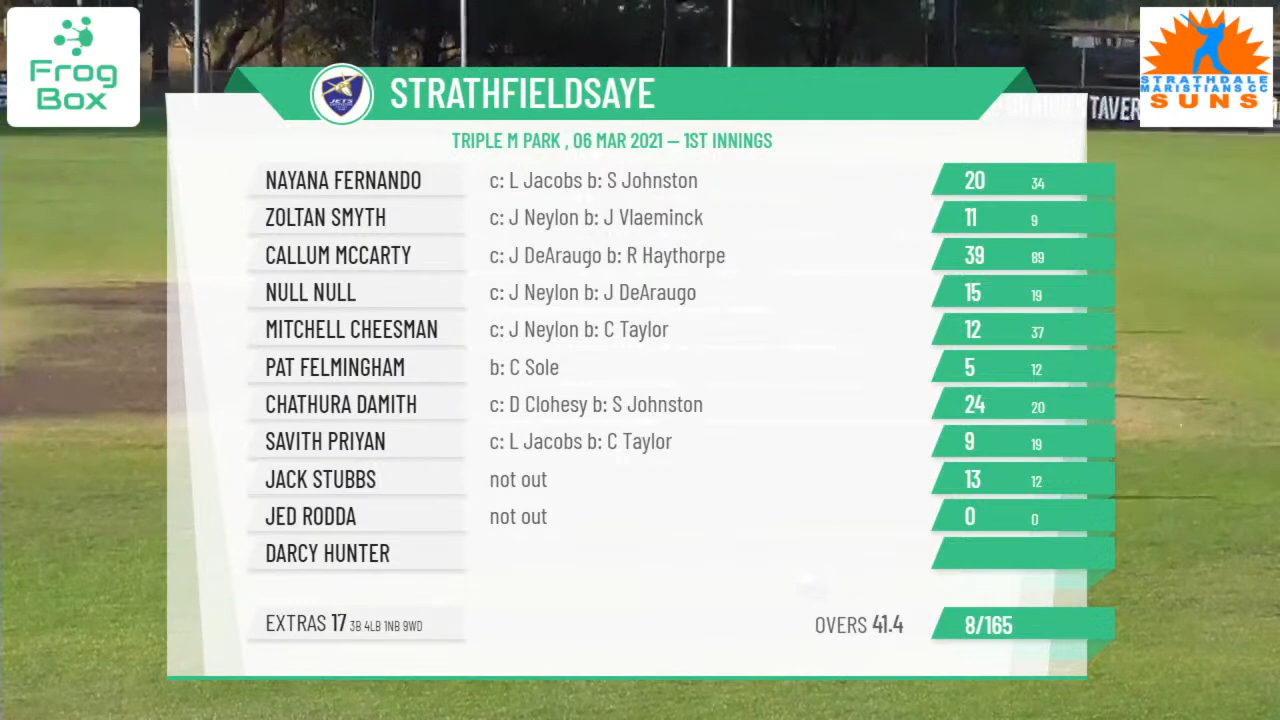 Frog
Box
JETS
STRATHFIELDSAYE
STRATHDALE
MARISTIANS CC
SUNS
TAVER
TRIPLE M PARK , 06 MAR 2021 – 1ST INNINGS
NAYANA FERNANDO c: L Jacobs b: S Johnston 20 34
ZOLTAN SMYTH c: J Neylon b: J Vlaeminck 11 9
CALLUM MCCARTY c: J DeAraugo b: R Haythorpe 39 89
NULL NULL c: J Neylon b: J DeAraugo 15 19
MITCHELL CHEESMAN c: J Neylon b: C Taylor 12 37
PAT FELMINGHAM b: C Sole 5 12
CHATHURA DAMITH c: D Clohesy b: S Johnston 24 20
SAVITH PRIYAN c: L Jacobs b: C Taylor 9 19
JACK STUBBS not out 13 12
JED RODDA not out 0 0
DARCY HUNTER
EXTRAS 17 3B 4LB 1NB 9WD OVERS 41.4 8/165